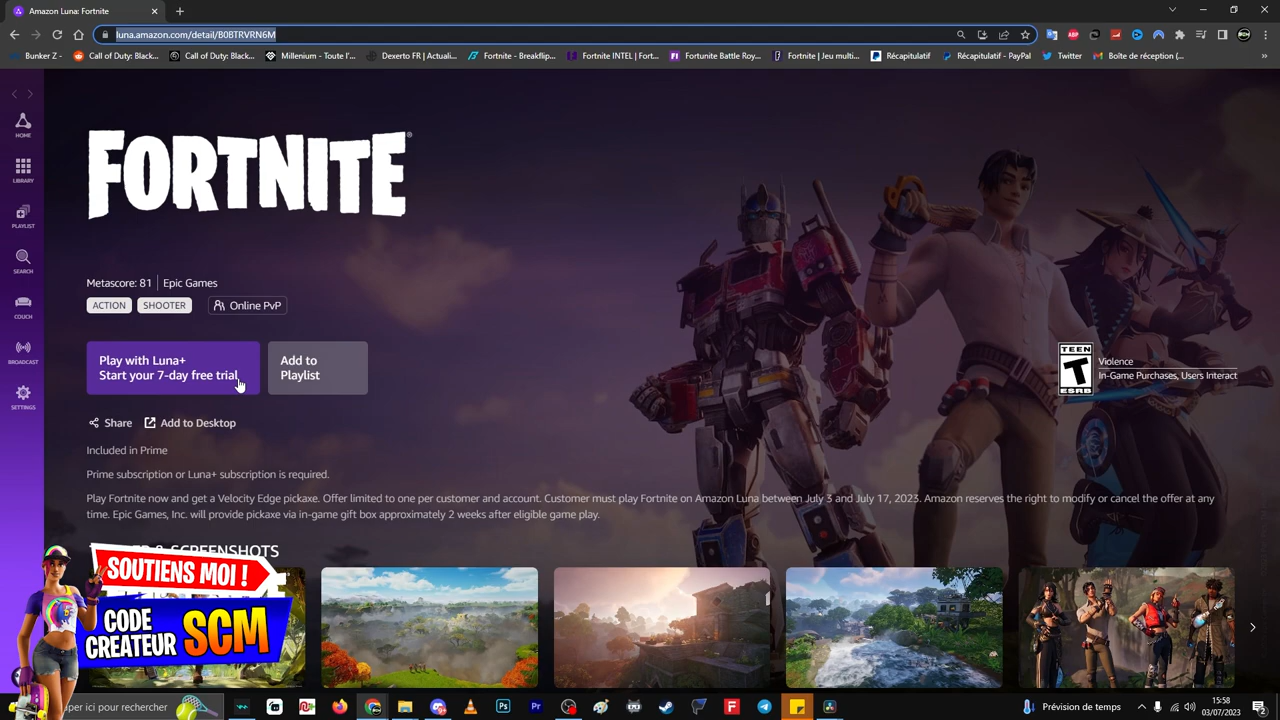 Amazon Luna: Fortnite
luna.amazon.com/detail/B0BTRVRN6M
Bunker Z - Call of Duty: Black... Call of Duty: Black... Millenium - Toute l'... Dexerto FR | Actuali... Fortnite - Breakflip... Fortnite INTEL | Fort... Fortunite Battle Roy... Fortnite | Jeu multi... Récapitulatif Récapitulatif - PayPal Twitter Boîte de réception (...
HOME
LIBRARY
PLAYLIST
SEARCH
COUCH
BROADCAST
SETTINGS
FORTNITE®
Metascore: 81 | Epic Games
ACTION SHOOTER Online PvP
Play with Luna+
Start your 7-day free trial
Add to
Playlist
TEEN
T
ESRB
Violence
In-Game Purchases, Users Interact
Share Add to Desktop
Included in Prime
Prime subscription or Luna+ subscription is required.
Play Fortnite now and get a Velocity Edge pickaxe. Offer limited to one per customer and account. Customer must play Fortnite on Amazon Luna between July 3 and July 17, 2023. Amazon reserves the right to modify or cancel the offer at any
time. Epic Games, Inc. will provide pickaxe via in-game gift box approximately 2 weeks after eligible game play.
& SCREENSHOTS
SOUTIENS MOI !
CODE
CREATEUR SCM
per ici pour rechercher
Prévision de temps
15:58
03/07/2023